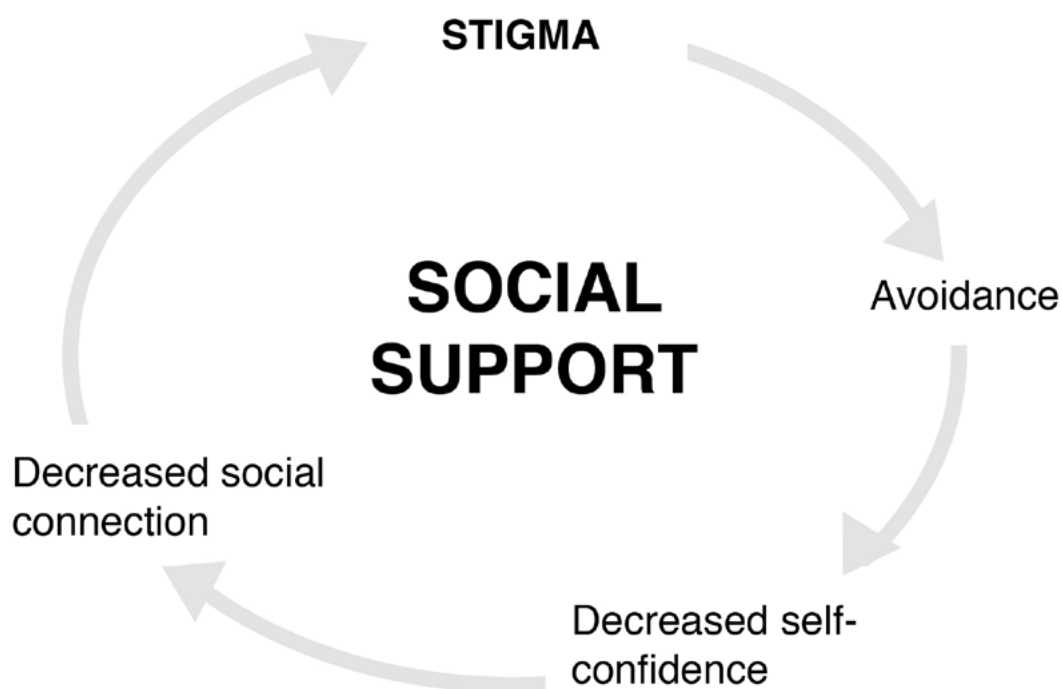 STIGMA
SOCIAL
SUPPORT
Avoidance
Decreased social
connection
Decreased self-
confidence